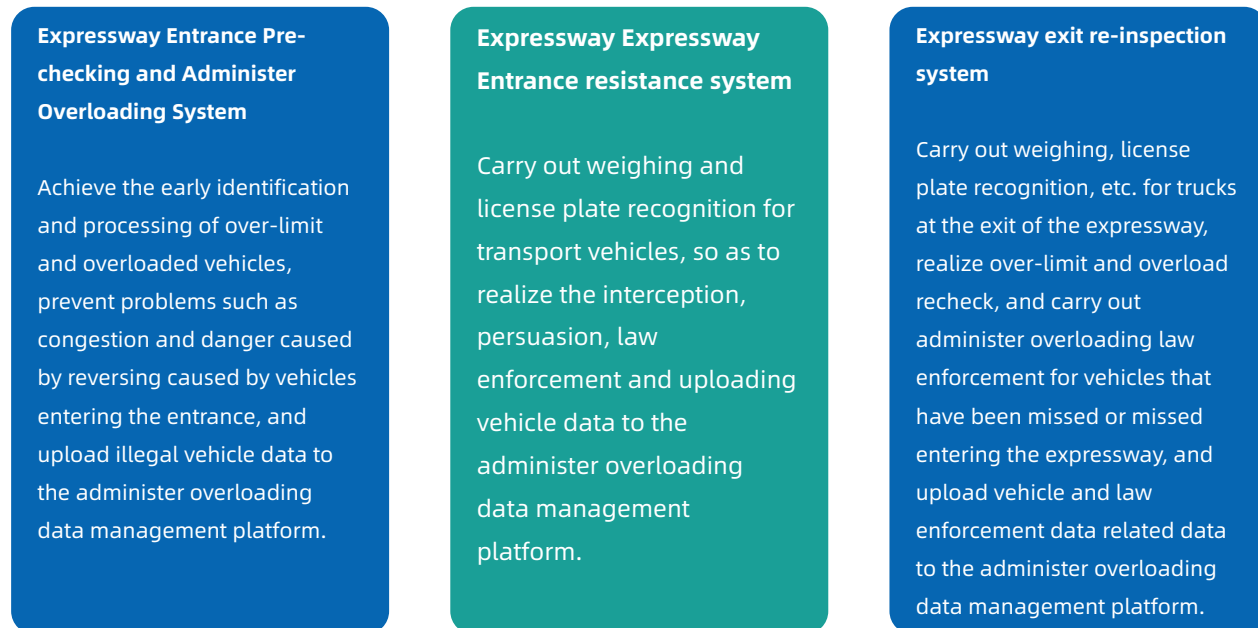 Expressway Entrance Pre-
checking and Administer
Overloading System
Achieve the early identification
and processing of over-limit
and overloaded vehicles,
prevent problems such as
congestion and danger caused
by reversing caused by vehicles
entering the entrance, and
upload illegal vehicle data to
the administer overloading
data management platform.
Expressway Expressway
Entrance resistance system
Carry out weighing and
license plate recognition for
transport vehicles, so as to
realize the interception,
persuasion, law
enforcement and uploading
vehicle data to the
administer overloading
data management
platform.
Expressway exit re-inspection
system
Carry out weighing, license
plate recognition, etc. for trucks
at the exit of the expressway,
realize over-limit and overload
recheck, and carry out
administer overloading law
enforcement for vehicles that
have been missed or missed
entering the expressway, and
upload vehicle and law
enforcement data related data
to the administer overloading
data management platform.